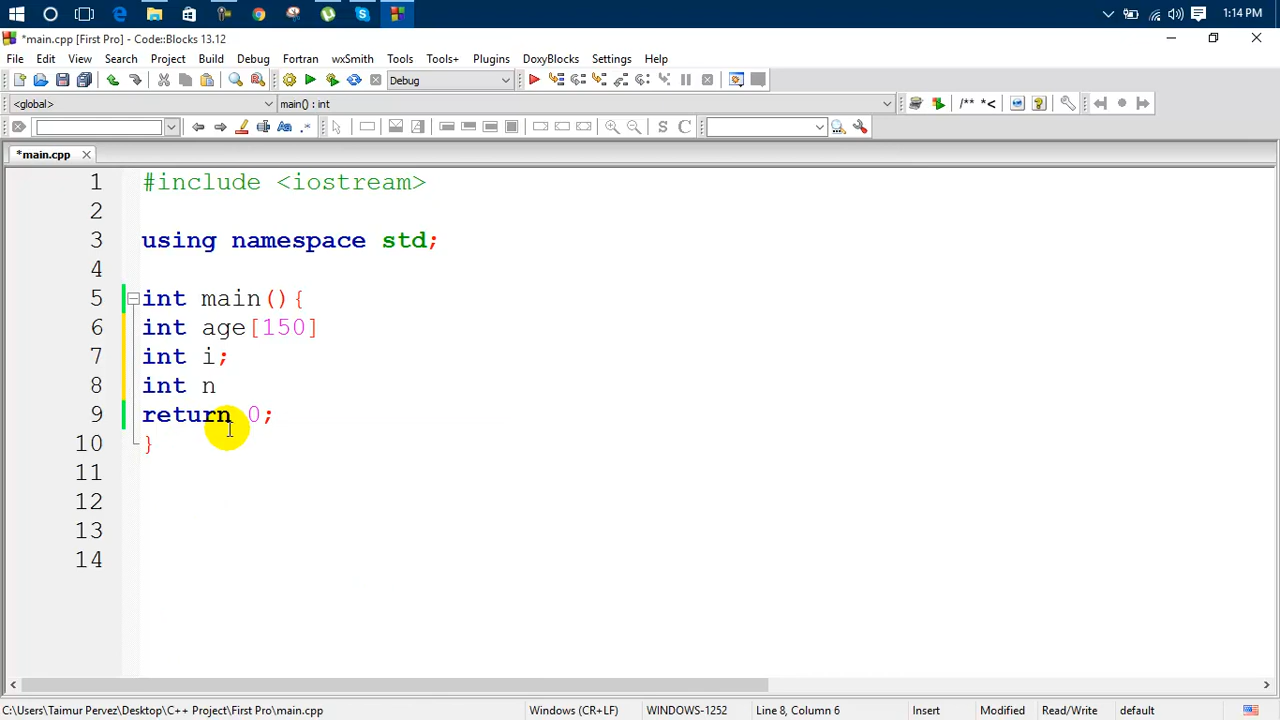 1:14 PM
*main.cpp [First Pro] - Code::Blocks 13.12
File Edit View Search Project Build Debug Fortran wxSmith Tools Tools+ Plugins DoxyBlocks Settings Help
Debug
<global> main() : int /** *<
Aa .* S C
*main.cpp
1 #include <iostream>
2
3 using namespace std;
4
5 int main(){
6 int age[150]
7 int i;
8 int n
9 return 0;
10 }
11
12
13
14
C:\Users\Taimur Pervez\Desktop\C++ Project\First Pro\main.cpp Windows (CR+LF) WINDOWS-1252 Line 8, Column 6 Insert Modified Read/Write default